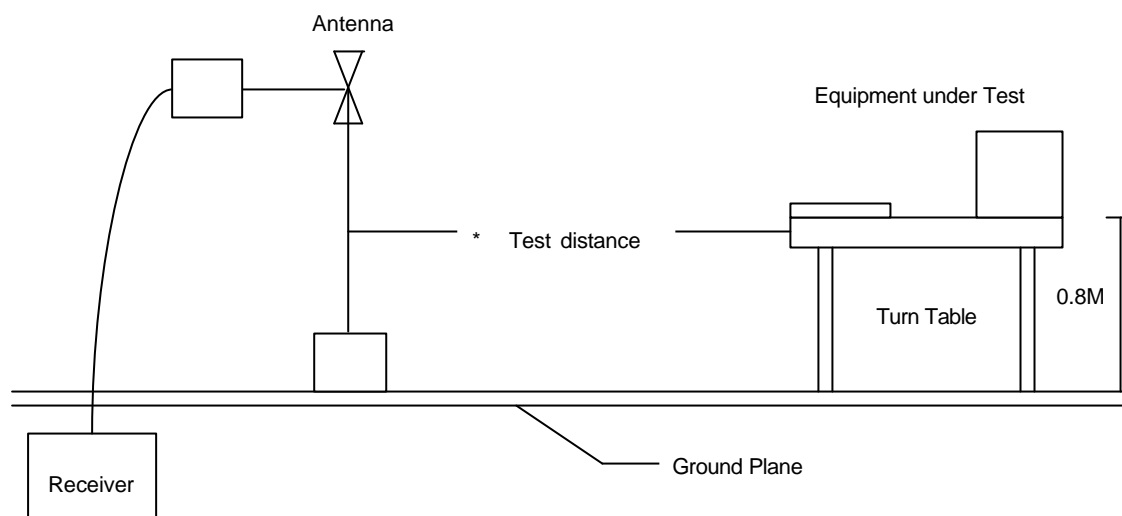 Antenna
Equipment under Test
* Test distance
0.8M
Turn Table
Ground Plane
Receiver